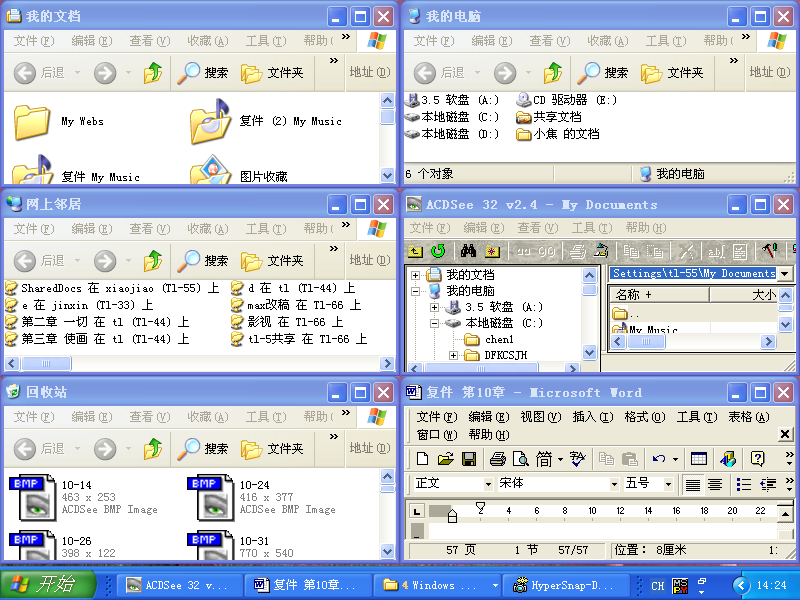 我的文档
文件(F) 编辑(E) 查看(V) 收藏(A) 工具(T) 帮助( »
后退 搜索 文件夹 » 地址(D)
My Webs 复件 (2) My Music
复件 My Music 图片收藏
我的电脑
文件(F) 编辑(E) 查看(V) 收藏(A) 工具(T) 帮助( »
后退 搜索 文件夹 » 地址(D)
3.5 软盘 (A:) CD 驱动器 (E:)
本地磁盘 (C:) 共享文档
本地磁盘 (D:) 小焦 的文档
6 个对象 我的电脑
网上邻居
文件(F) 编辑(E) 查看(V) 收藏(A) 工具(T) 帮助( »
后退 搜索 文件夹 » 地址(D)
SharedDocs 在 xiaojiao (Tl-55) 上 d 在 tl (Tl-44) 上
e 在 jinxin (Tl-33) 上 max改稿 在 Tl-66 上
第二章 一切 在 tl (Tl-44) 上 影视 在 Tl-66 上
第三章 使画 在 tl (Tl-44) 上 tl-5共享 在 Tl-66 上
ACDSee 32 v2.4 - My Documents
文件(F) 编辑(E) 查看(V) 工具(T) 帮助(H)
我的文档
我的电脑
3.5 软盘 (A:)
本地磁盘 (C:)
chen1
DFKCSJH
Settings\tl-55\My Documents
名称 + 大小
..
My Music
回收站
文件(F) 编辑(E) 查看(V) 收藏(A) 工具(T) 帮助( »
后退 搜索 文件夹 » 地址(D)
BMP 10-14 BMP 10-24
463 x 253 416 x 377
ACDSee BMP Image ACDSee BMP Image
BMP 10-26 BMP 10-31
398 x 122 770 x 540
复件 第10章 - Microsoft Word
文件(F) 编辑(E) 视图(V) 插入(I) 格式(O) 工具(T) 表格(A)
窗口(W) 帮助(H)
正文 宋体 五号
2 4 6 8 10 12 14 16 18 20 22
57 页 1 节 57/57 位置: 8厘米 1:
开始 ACDSee 32 v... 复件 第10章... 4 Windows ... HyperSnap-D... CH 14:24